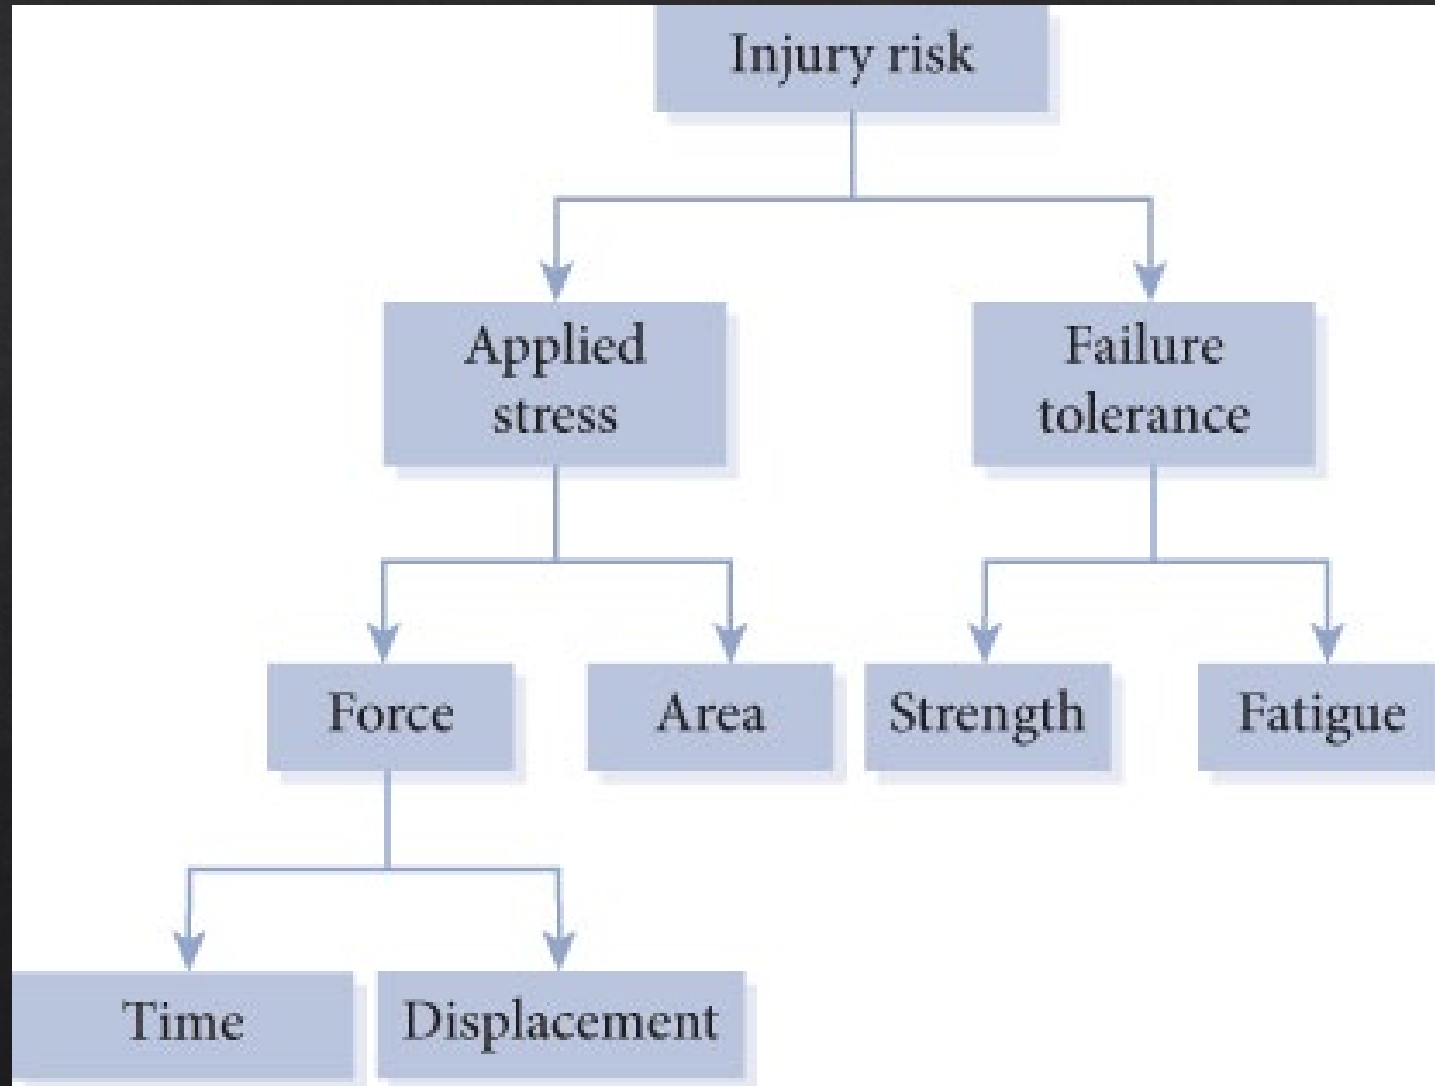 Injury risk
Applied
stress
Failure
tolerance
Force
Area
Strength
Fatigue
Time
Displacement